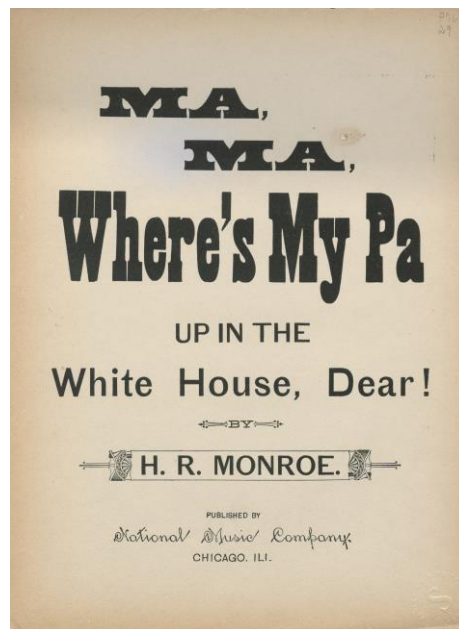 MA,
MA,
Where's My Pa
UP IN THE
White House, Dear!
BY
H. R. MONROE.
PUBLISHED BY
National Music Company.
CHICAGO. ILL.